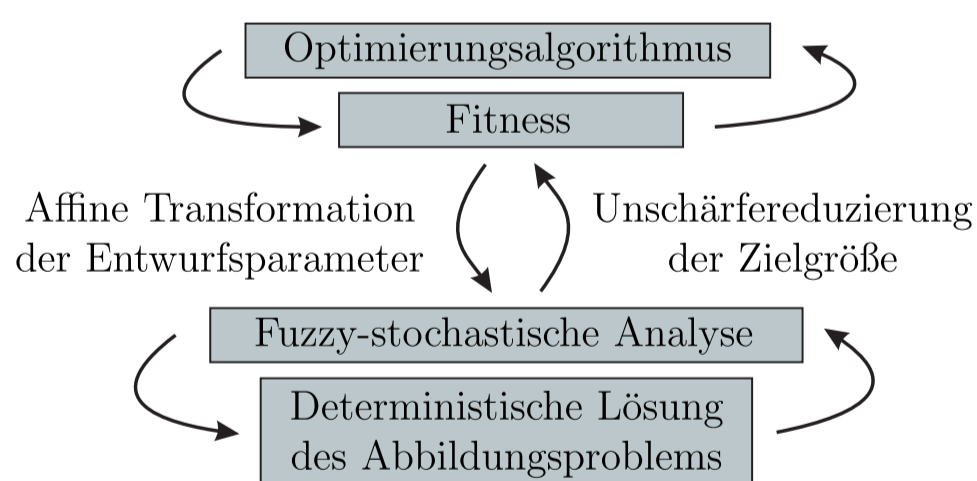 Optimierungsalgorithmus
Fitness
Affine Transformation
der Entwurfsparameter
Unschärfereduzierung
der Zielgröße
Fuzzy-stochastische Analyse
Deterministische Lösung
des Abbildungsproblems